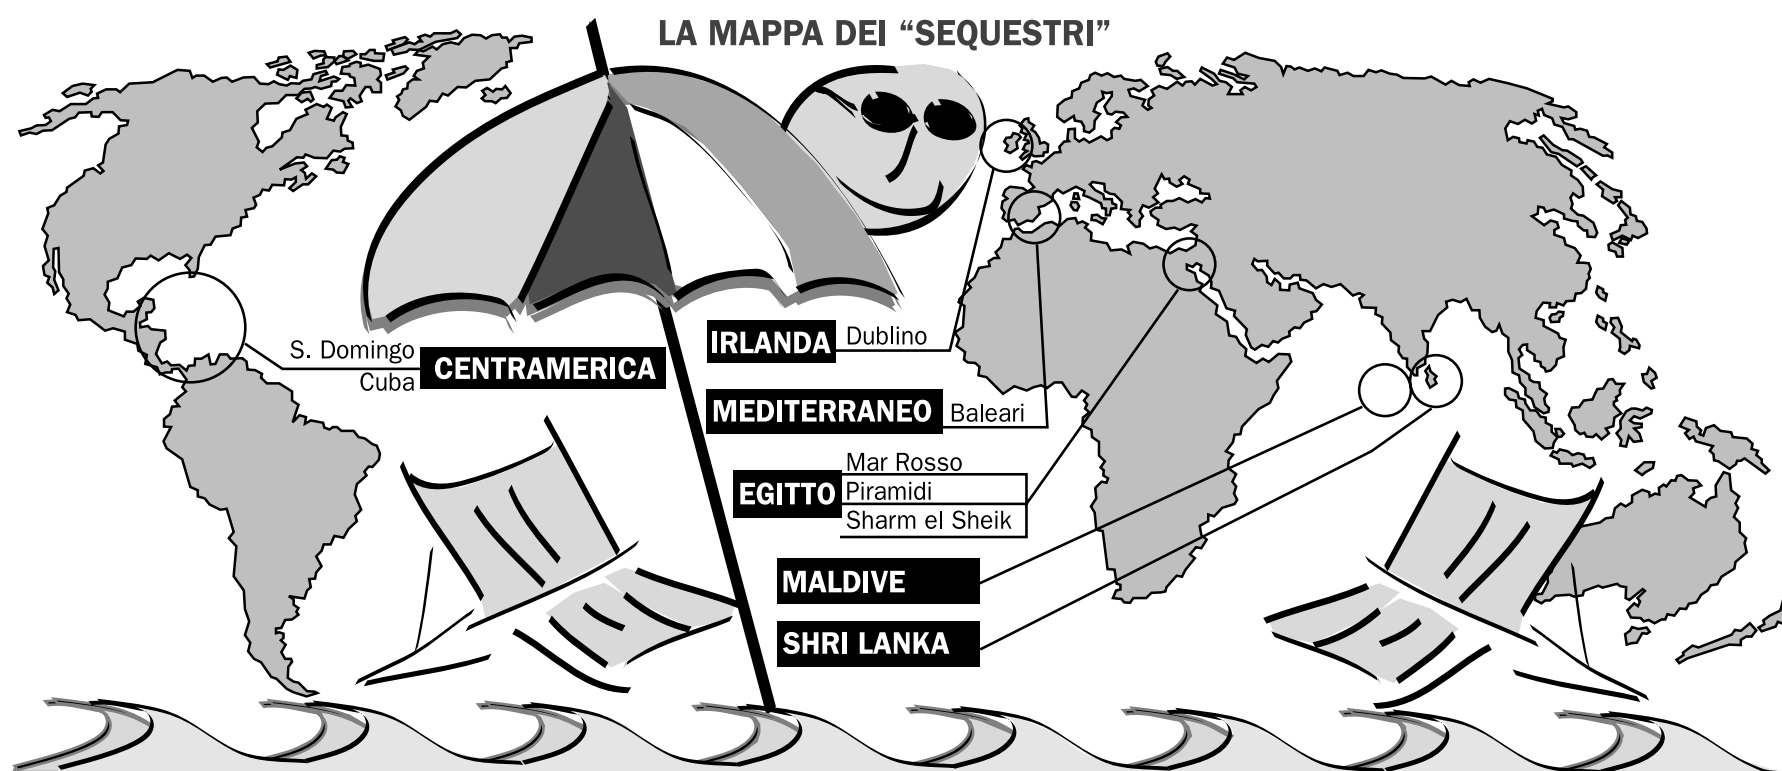 LA MAPPA DEI “SEQUESTRI”
S. Domingo
Cuba
CENTRAMERICA
IRLANDA Dublino
MEDITERRANEO Baleari
EGITTO
Mar Rosso
Piramidi
Sharm el Sheik
MALDIVE
SHRI LANKA